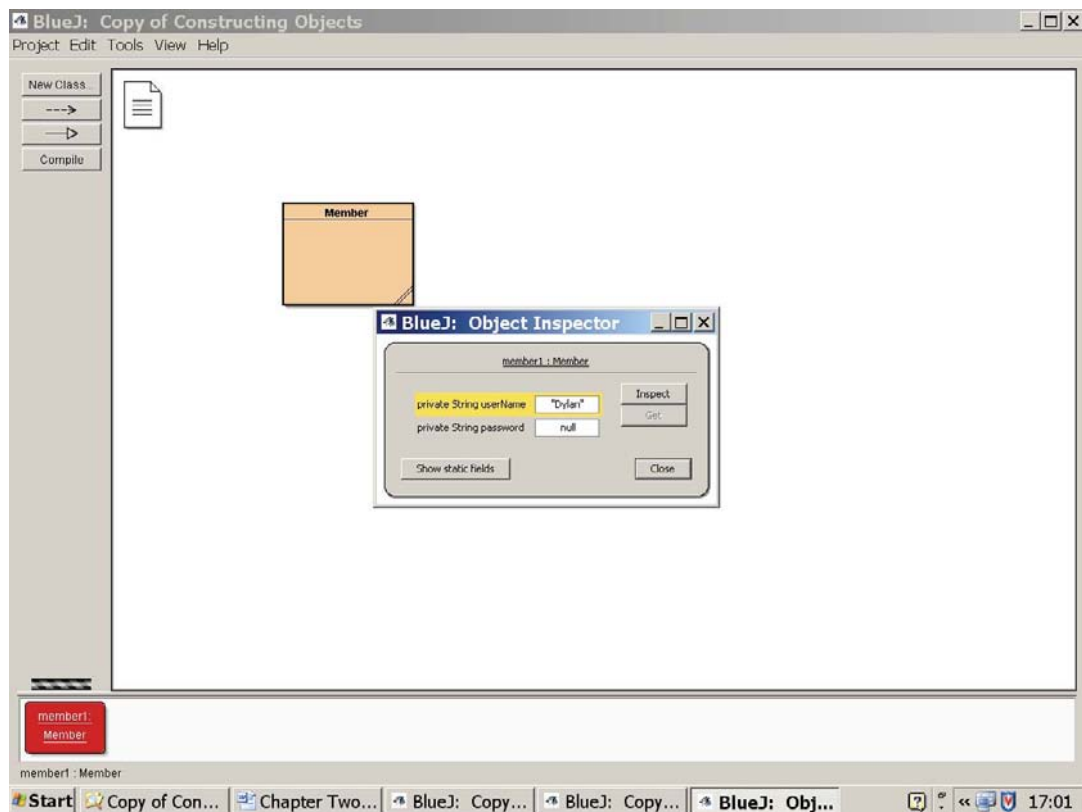 BlueJ: Copy of Constructing Objects
Project Edit Tools View Help
New Class...
Compile
Member
BlueJ: Object Inspector
member1 : Member
private String userName "Dylan"
Inspect
private String password null
Get
Show static fields
Close
member1:
Member
member1 : Member
Start Copy of Con... Chapter Two... BlueJ: Copy... BlueJ: Copy... BlueJ: Obj... 17:01